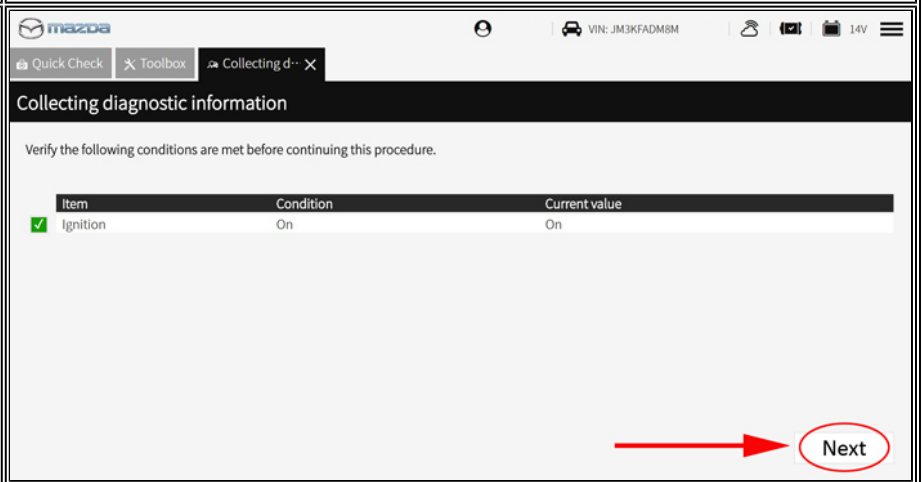 mazda VIN: JM3KFADM8M 14V
Quick Check Toolbox Collecting d··· X
Collecting diagnostic information
Verify the following conditions are met before continuing this procedure.
Item Condition Current value
Ignition On On
Next